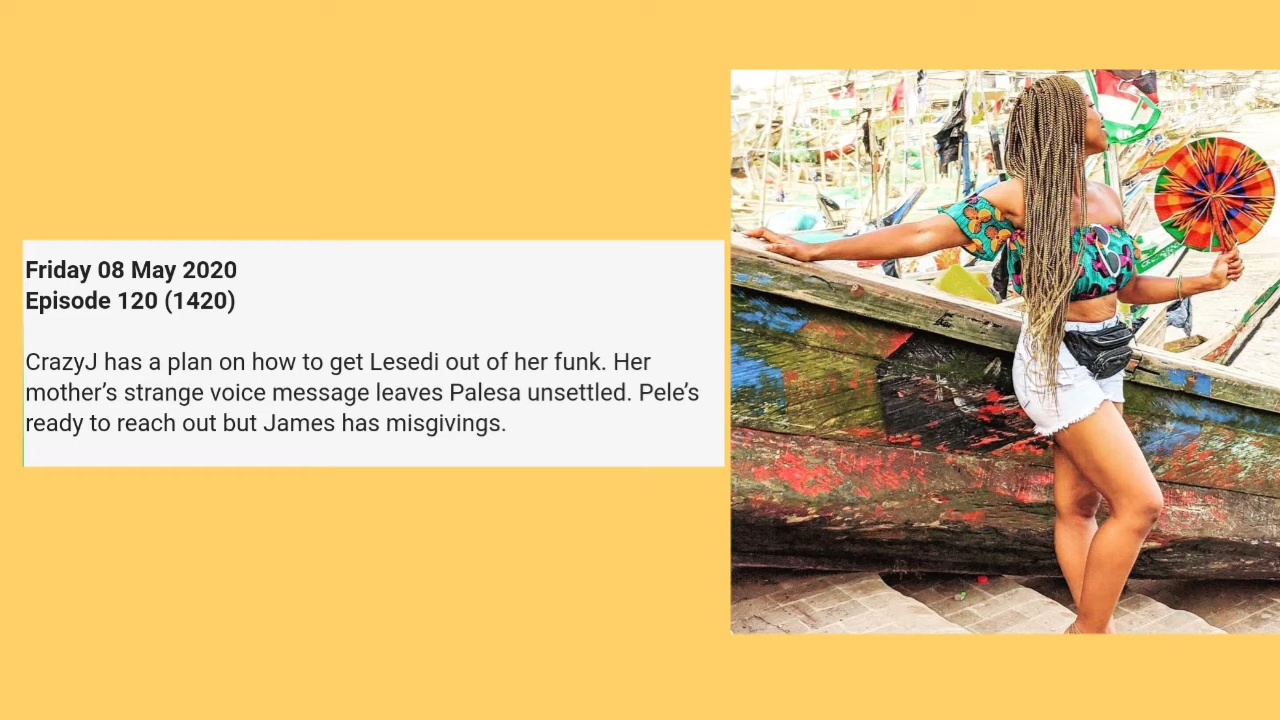 Friday 08 May 2020
Episode 120 (1420)
CrazyJ has a plan on how to get Lesedi out of her funk. Her
mother’s strange voice message leaves Palesa unsettled. Pele’s
ready to reach out but James has misgivings.